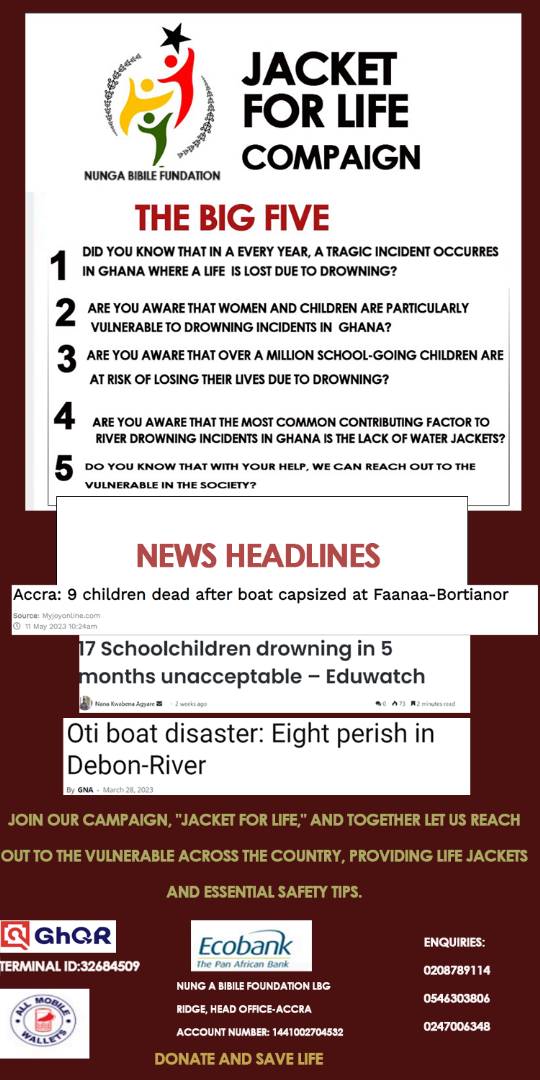 JACKET
FOR LIFE
COMPAIGN
NUNGA BIBILE FUNDATION
THE BIG FIVE
1 DID YOU KNOW THAT IN A EVERY YEAR, A TRAGIC INCIDENT OCCURRES
IN GHANA WHERE A LIFE IS LOST DUE TO DROWNING?
2 ARE YOU AWARE THAT WOMEN AND CHILDREN ARE PARTICULARLY
VULNERABLE TO DROWNING INCIDENTS IN GHANA?
3 ARE YOU AWARE THAT OVER A MILLION SCHOOL-GOING CHILDREN ARE
AT RISK OF LOSING THEIR LIVES DUE TO DROWNING?
4 ARE YOU AWARE THAT THE MOST COMMON CONTRIBUTING FACTOR TO
RIVER DROWNING INCIDENTS IN GHANA IS THE LACK OF WATER JACKETS?
5 DO YOU KNOW THAT WITH YOUR HELP, WE CAN REACH OUT TO THE
VULNERABLE IN THE SOCIETY?
NEWS HEADLINES
Accra: 9 children dead after boat capsized at Faanaa-Bortianor
Source: Myjoyonline.com
11 May 2023 10:24am
17 Schoolchildren drowning in 5
months unacceptable – Eduwatch
Nana Kwabena Agyare - 2 weeks ago 0 73 2 minutes read
Oti boat disaster: Eight perish in
Debon-River
By GNA - March 28, 2023
JOIN OUR CAMPAIGN, "JACKET FOR LIFE," AND TOGETHER LET US REACH
OUT TO THE VULNERABLE ACROSS THE COUNTRY, PROVIDING LIFE JACKETS
AND ESSENTIAL SAFETY TIPS.
GhQR
TERMINAL ID:32684509
ALL MOBILE
WALLETS
Ecobank
The Pan African Bank
NUNG A BIBILE FOUNDATION LBG
RIDGE, HEAD OFFICE-ACCRA
ACCOUNT NUMBER: 1441002704532
ENQUIRIES:
0208789114
0546303806
0247006348
DONATE AND SAVE LIFE